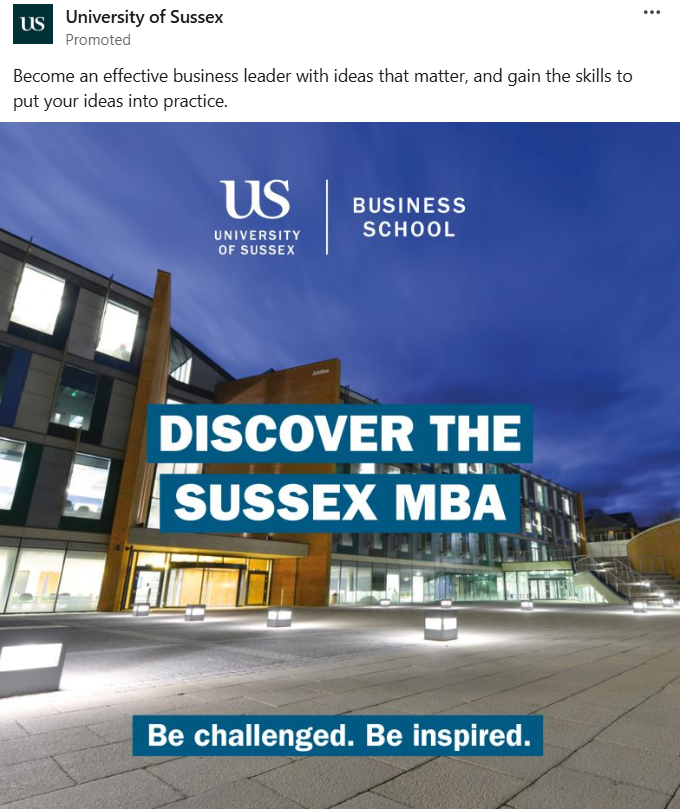 US
University of Sussex
Promoted
Become an effective business leader with ideas that matter, and gain the skills to
put your ideas into practice.
US
UNIVERSITY
OF SUSSEX
BUSINESS
SCHOOL
Jubilee
DISCOVER THE
SUSSEX MBA
Be challenged. Be inspired.